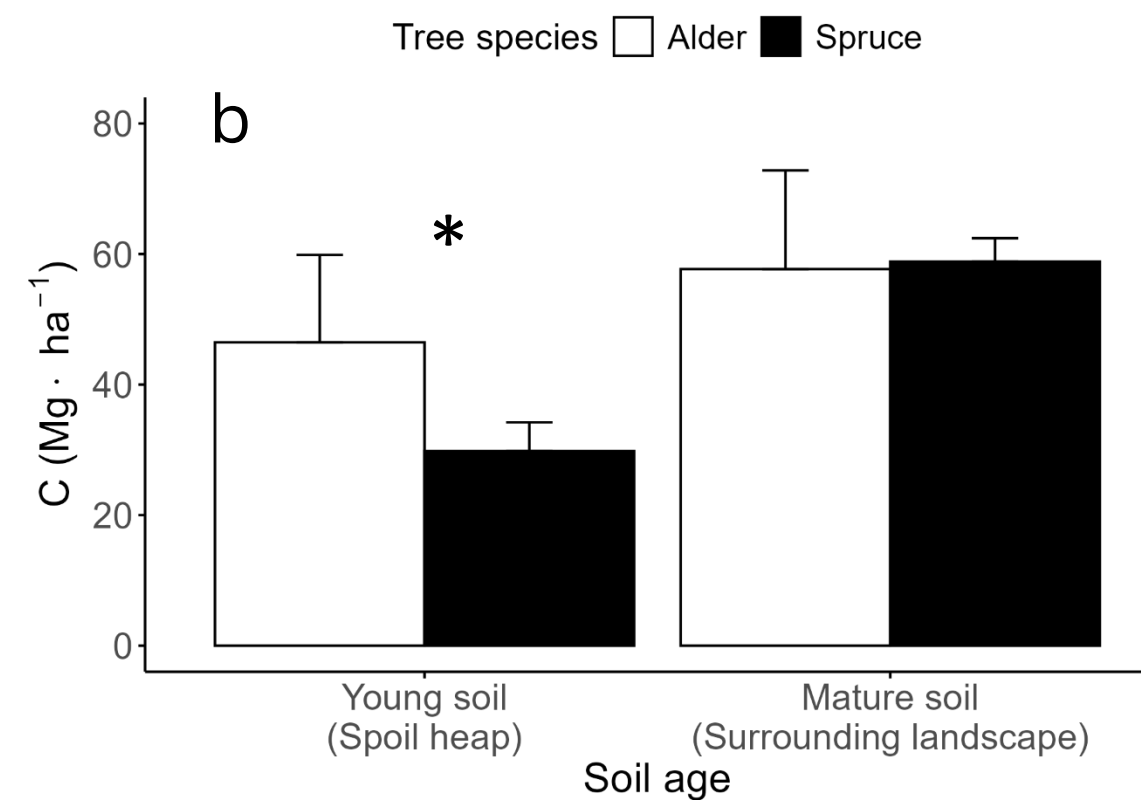 Tree species Alder Spruce
b
*
80
60
40
20
0
C (Mg · ha⁻¹)
Young soil
(Spoil heap)
Mature soil
(Surrounding landscape)
Soil age